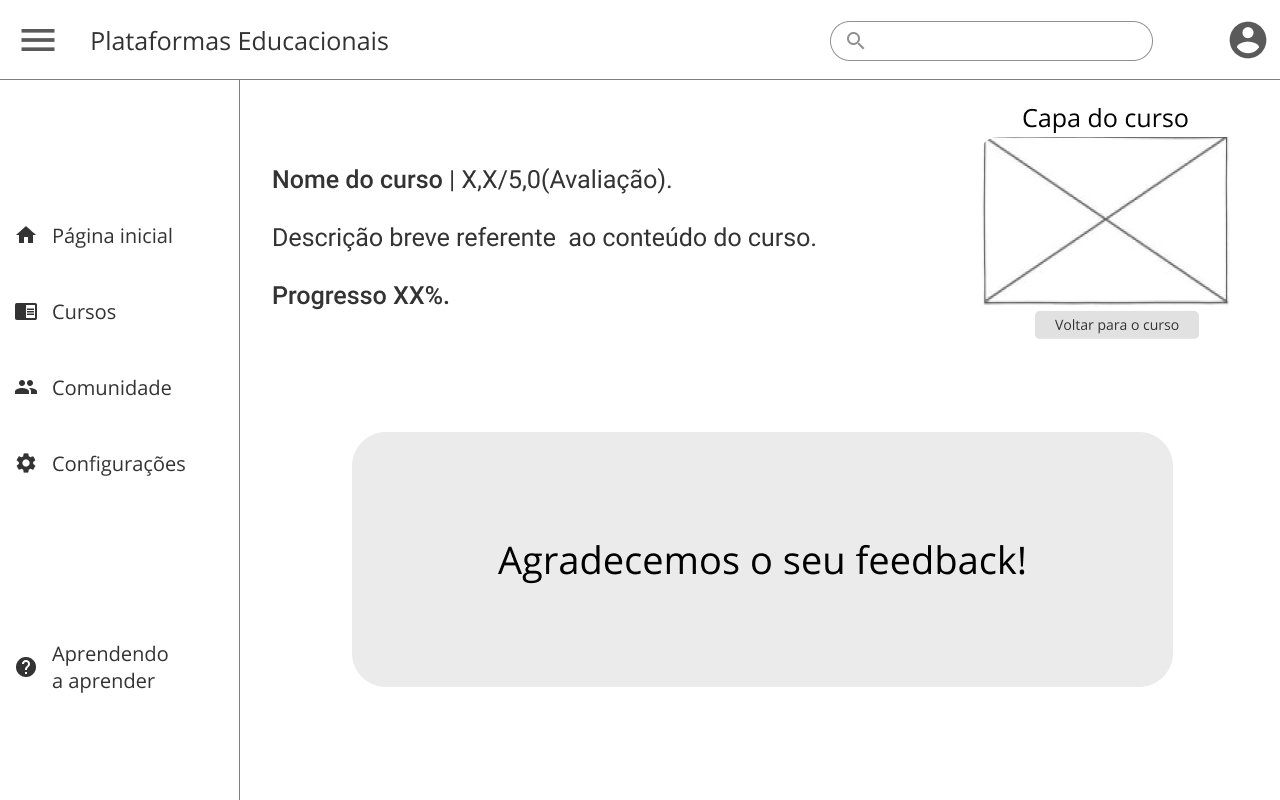 Plataformas Educacionais
Capa do curso
Nome do curso | X,X/5,0(Avaliação).
Descrição breve referente  ao conteúdo do curso.
Progresso XX%.
Voltar para o curso
Página inicial
Cursos
Comunidade
Configurações
Aprendendo
a aprender
Agradecemos o seu feedback!